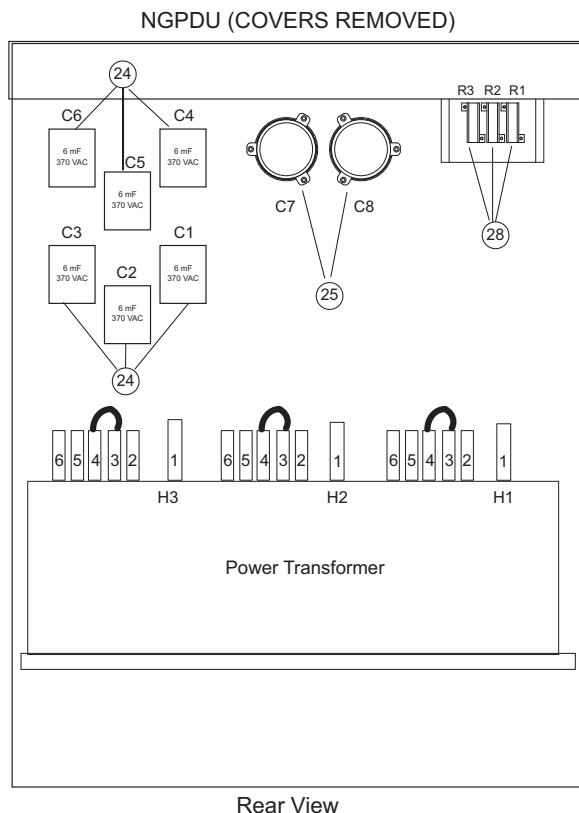 NGPDU (COVERS REMOVED)
24
C6 C4
R3 R2 R1
6 mF
370 VAC
6 mF
370 VAC
C5
6 mF
370 VAC
C7 C8
28
C3 C1
C2
6 mF
370 VAC
6 mF
370 VAC
6 mF
370 VAC
25
24
6 5 4 3 2 1
6 5 4 3 2 1
6 5 4 3 2 1
H3 H2 H1
Power Transformer
Rear View